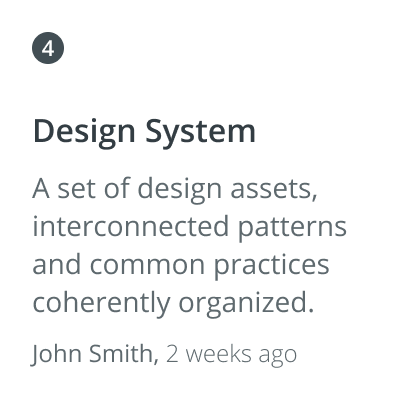 4
Design System
A set of design assets,
interconnected patterns
and common practices
coherently organized.
John Smith, 2 weeks ago